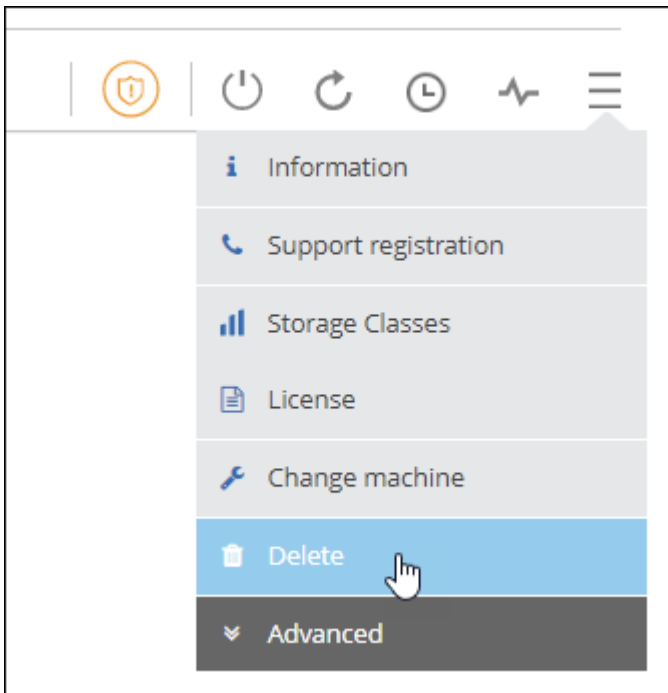 Information
Support registration
Storage Classes
License
Change machine
Delete
Advanced